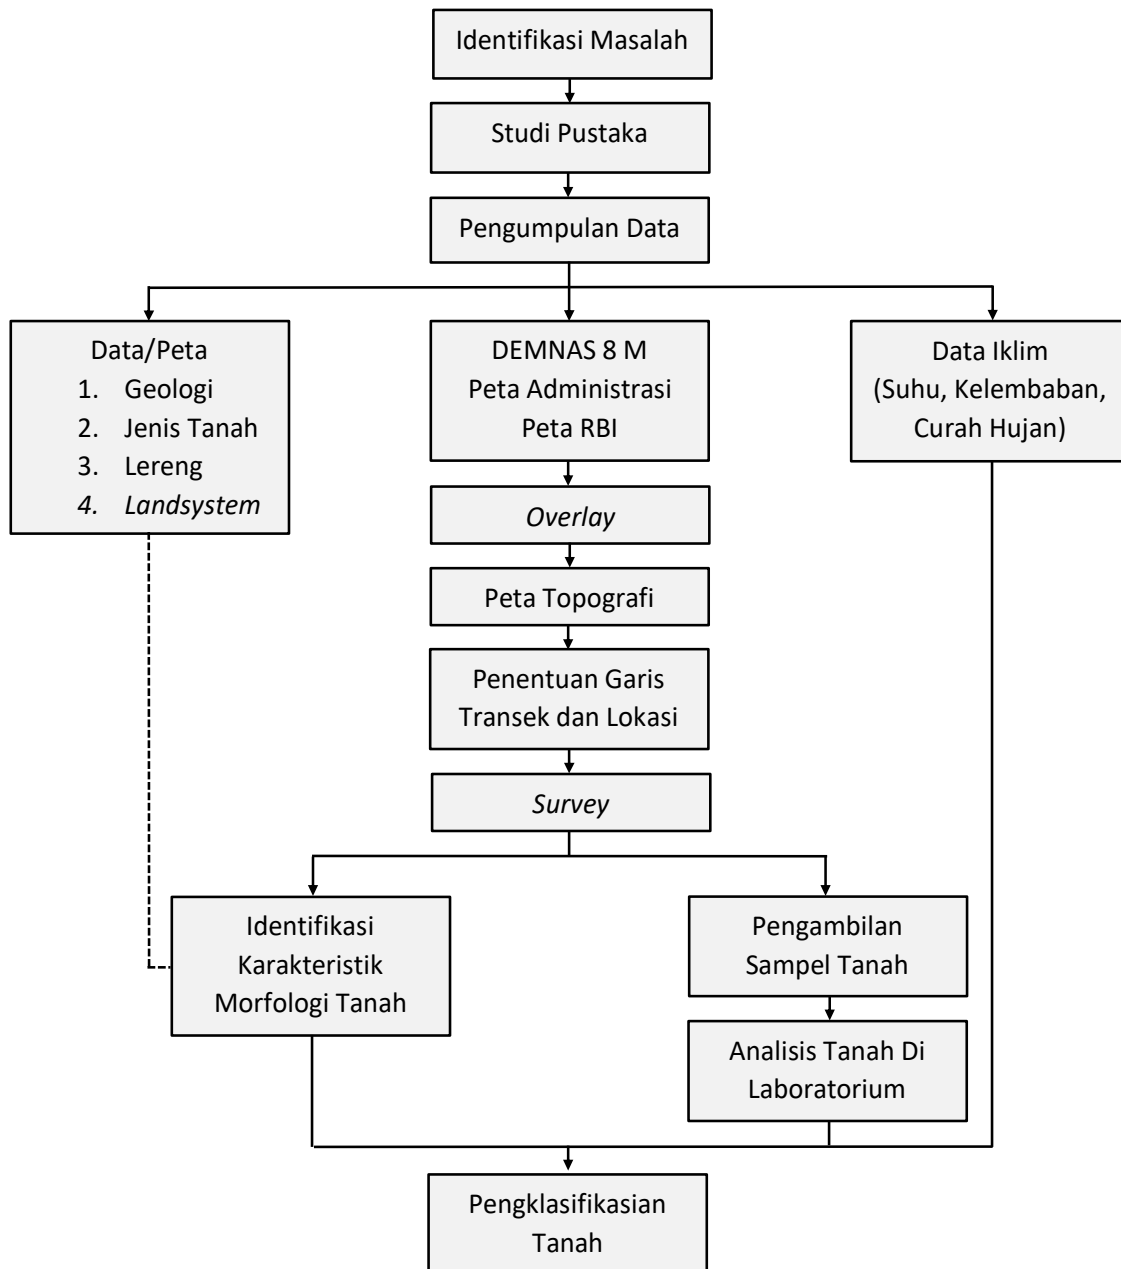 Identifikasi Masalah
Studi Pustaka
Pengumpulan Data
Data/Peta
1. Geologi
2. Jenis Tanah
3. Lereng
4. Landsystem
DEMNAS 8 M
Peta Administrasi
Peta RBI
Data Iklim
(Suhu, Kelembaban,
Curah Hujan)
Overlay
Peta Topografi
Penentuan Garis
Transek dan Lokasi
Survey
Identifikasi
Karakteristik
Morfologi Tanah
Pengambilan
Sampel Tanah
Analisis Tanah Di
Laboratorium
Pengklasifikasian
Tanah